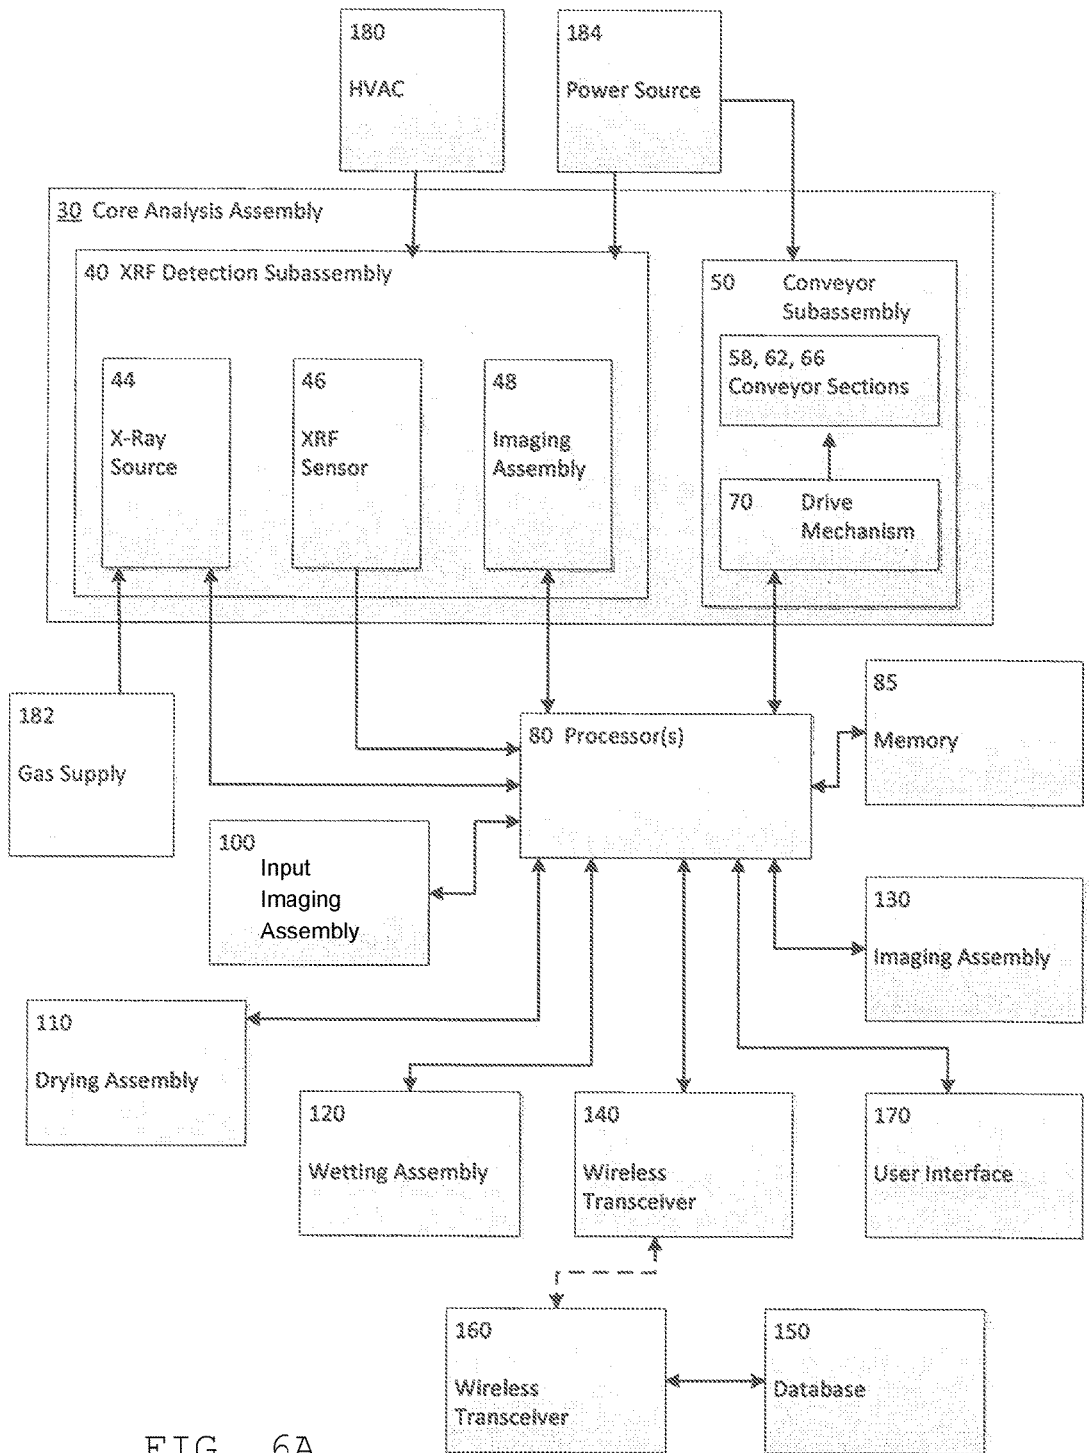 180
HVAC
184
Power Source
30 Core Analysis Assembly
40 XRF Detection Subassembly
44
X-Ray
Source
46
XRF
Sensor
48
Imaging
Assembly
50 Conveyor
Subassembly
58, 62, 66
Conveyor Sections
70 Drive
Mechanism
182
Gas Supply
80 Processor(s)
85
Memory
100
Input
Imaging
Assembly
130
Imaging Assembly
110
Drying Assembly
120
Wetting Assembly
140
Wireless
Transceiver
170
User Interface
160
Wireless
Transceiver
150
Database
FIG. 6A